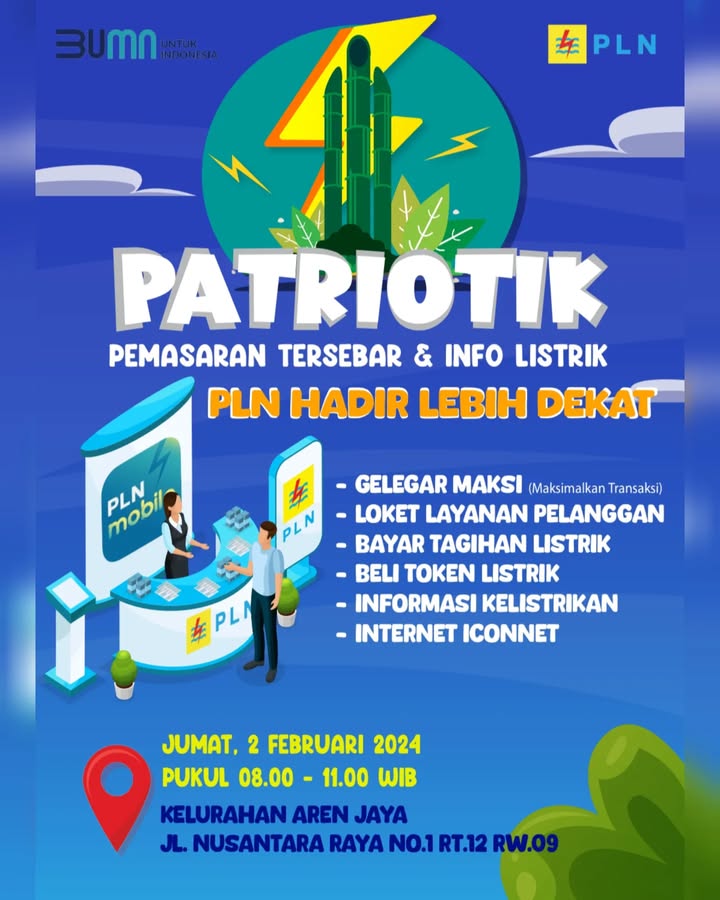 BUMN UNTUK
INDONESIA
PLN
PATRIOTIK
PEMASARAN TERSEBAR & INFO LISTRIK
PLN HADIR LEBIH DEKAT
PLN
mobile
PLN
PLN
- GELEGAR MAKSI (Maksimalkan Transaksi)
- LOKET LAYANAN PELANGGAN
- BAYAR TAGIHAN LISTRIK
- BELI TOKEN LISTRIK
- INFORMASI KELISTRIKAN
- INTERNET ICONNET
JUMAT, 2 FEBRUARI 2024
PUKUL 08.00 - 11.00 WIB
KELURAHAN AREN JAYA
JL. NUSANTARA RAYA NO.1 RT.12 RW.09